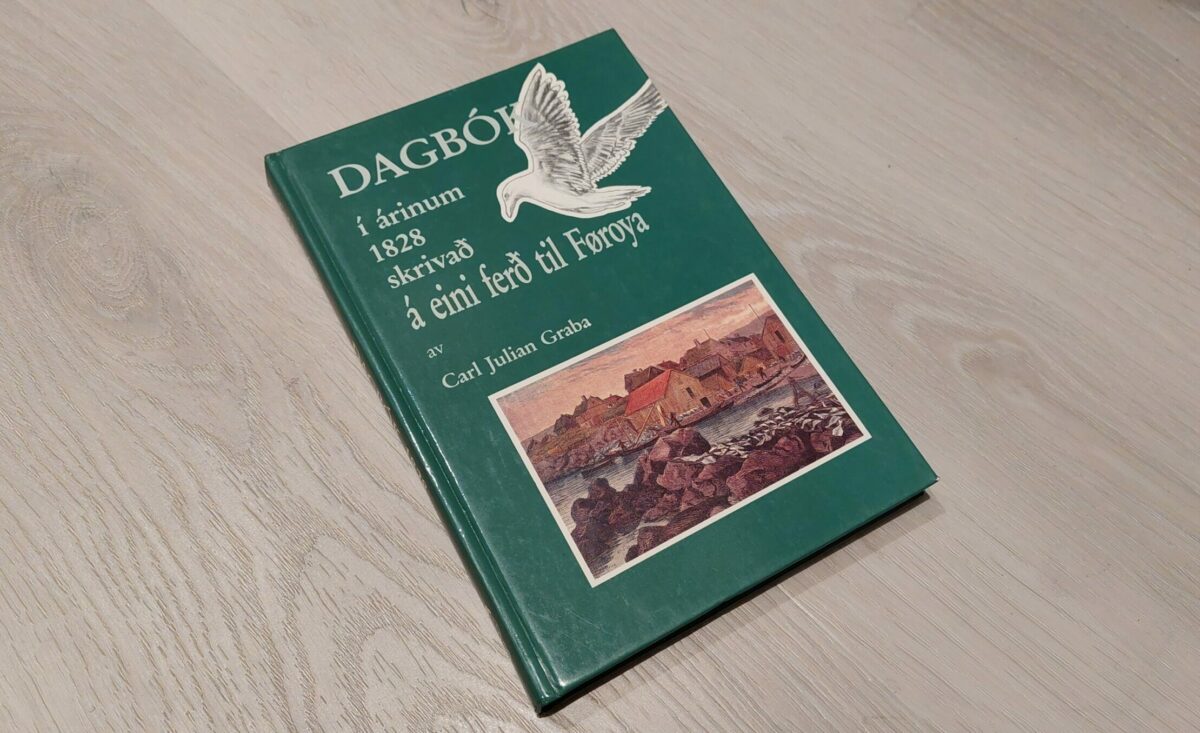 DAGBÓK
í árinum
1828
skrivað
á eini ferð til Føroya
av
Carl Julian Graba